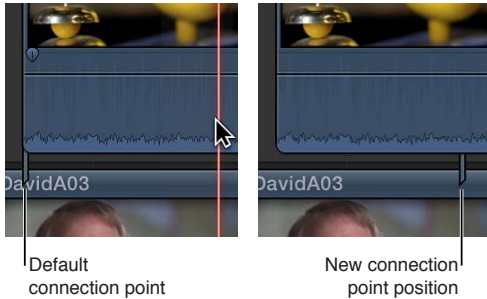 DavidA03
DavidA03
Default
connection point
New connection
point position